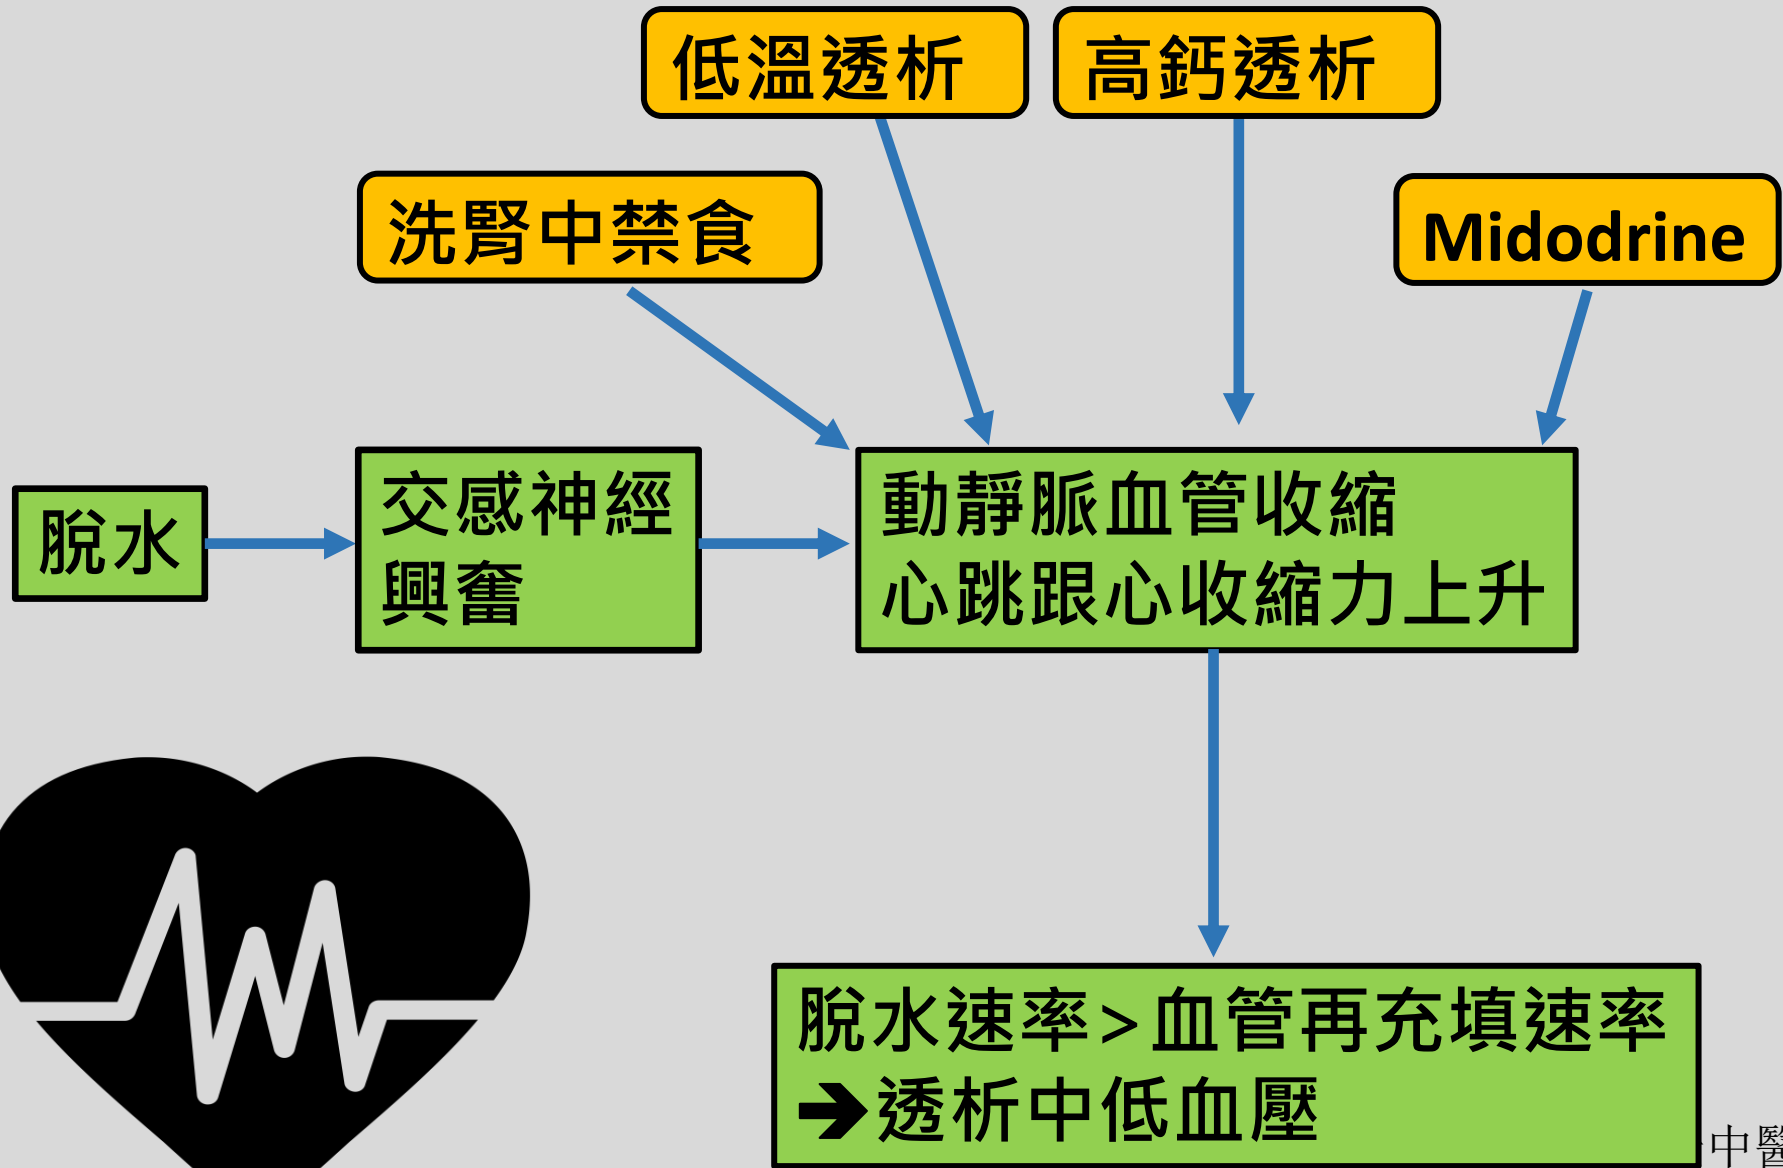 低溫透析
高鈣透析
洗腎中禁食
Midodrine
脫水
交感神經
興奮
動靜脈血管收縮
心跳跟心收縮力上升
脫水速率>血管再充填速率
➔透析中低血壓
中醫